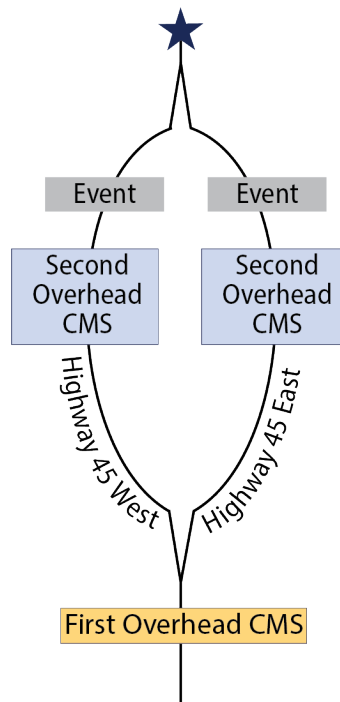 Event
Event
Second
Overhead
CMS
Second
Overhead
CMS
Highway 45 West
Highway 45 East
First Overhead CMS